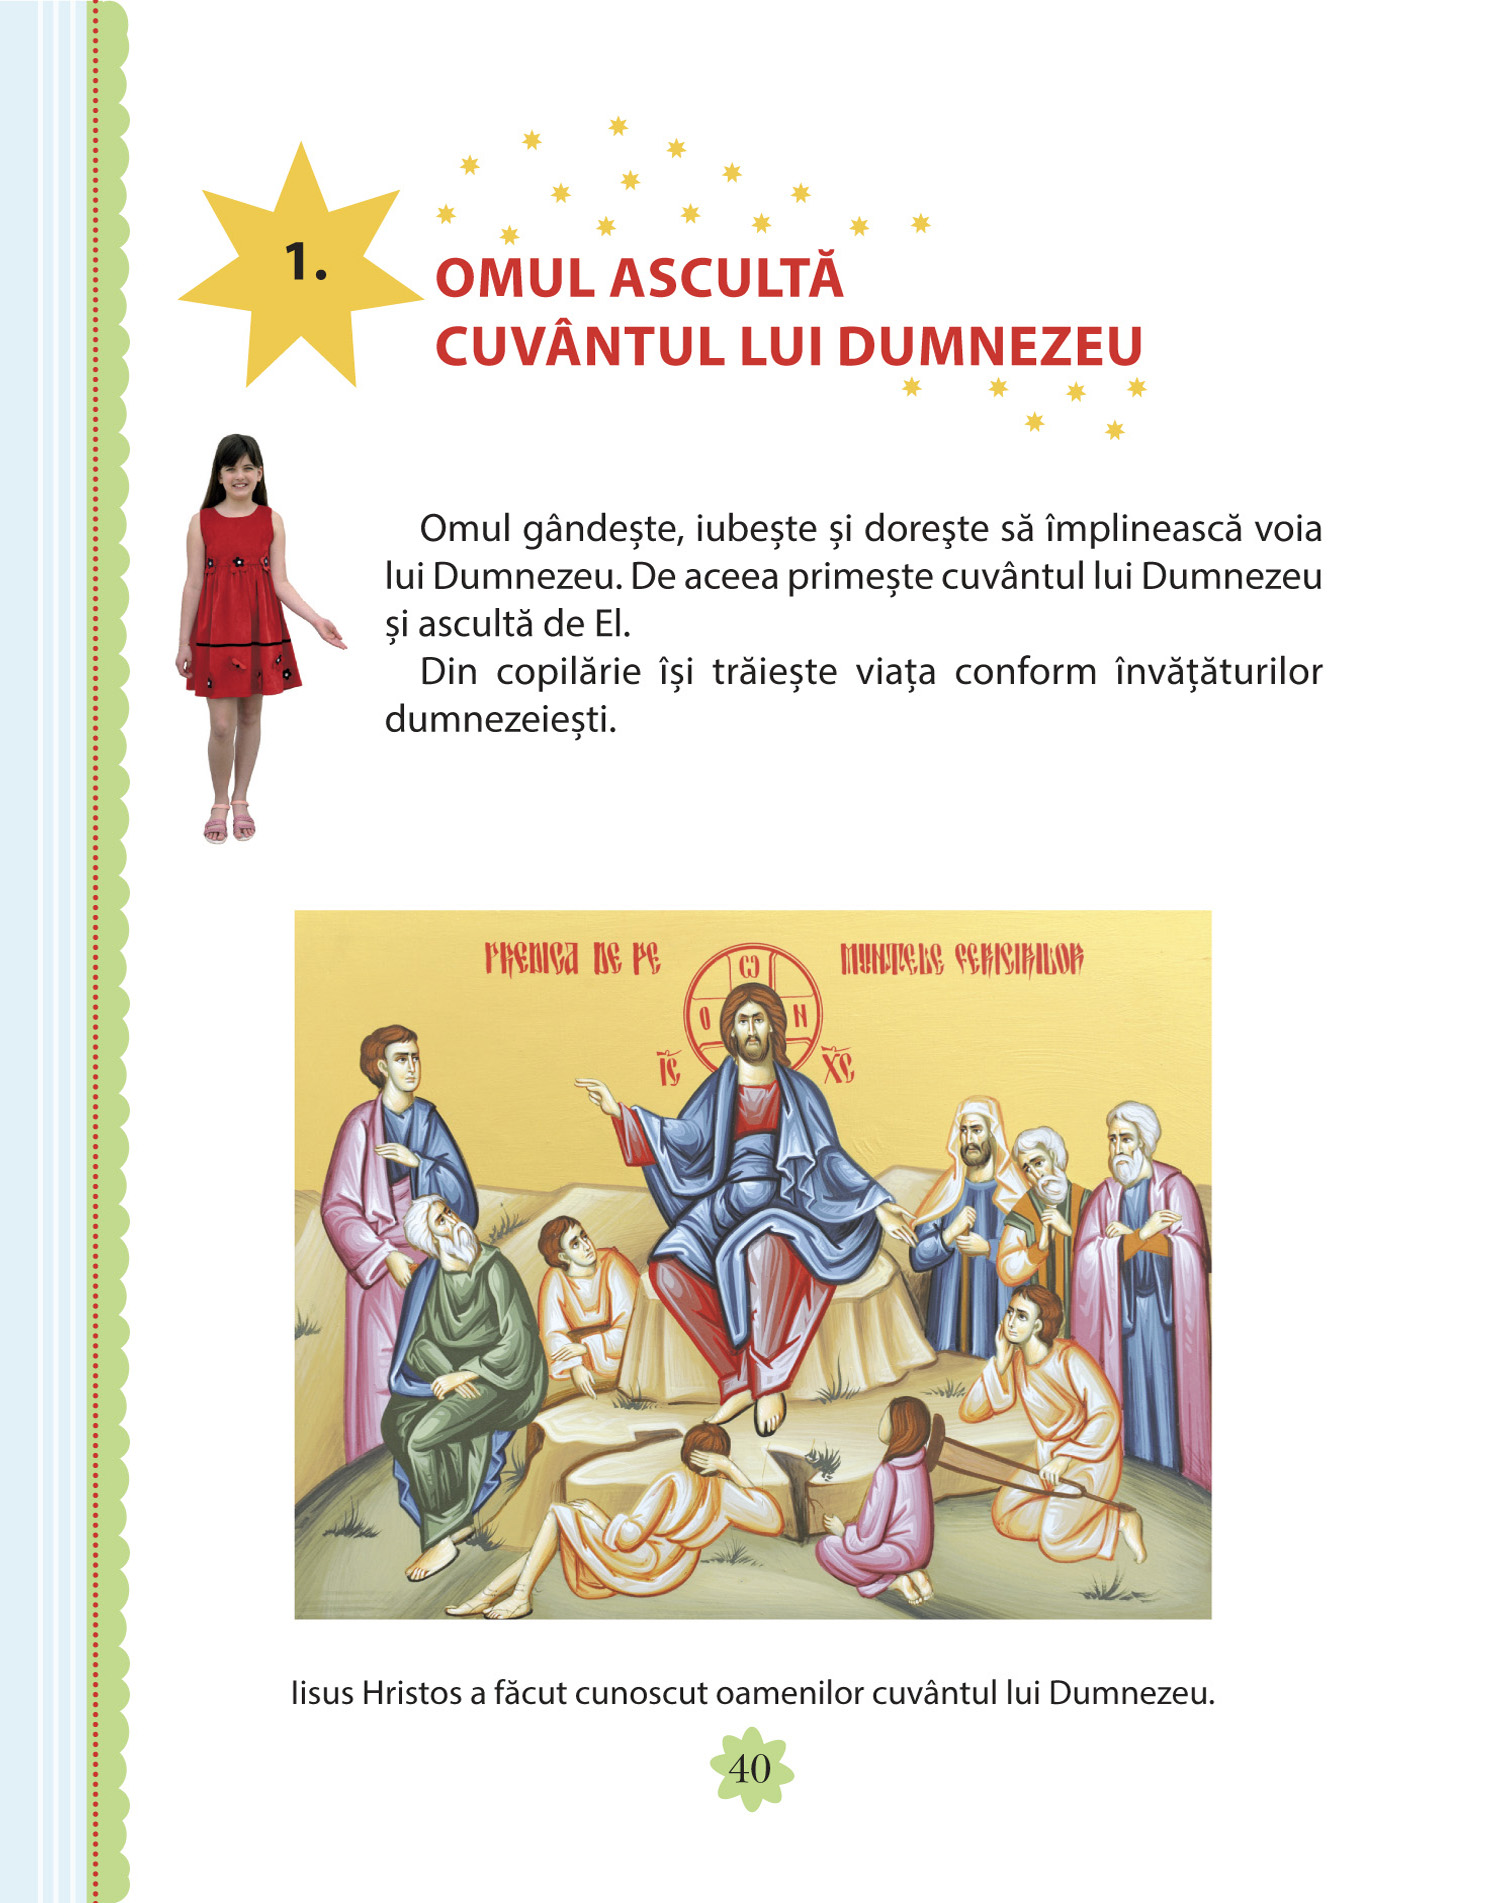 1.
OMUL ASCULTĂ
CUVÂNTUL LUI DUMNEZEU
Omul gândește, iubește și doreşte să împlinească voia
lui Dumnezeu. De aceea primește cuvântul lui Dumnezeu
și ascultă de El.
Din copilărie își trăiește viața conform învățăturilor
dumnezeiești.
PREDICA DE PE MUNTELE FERICIRILOR
O Ѡ N
IC XC
Iisus Hristos a făcut cunoscut oamenilor cuvântul lui Dumnezeu.
40